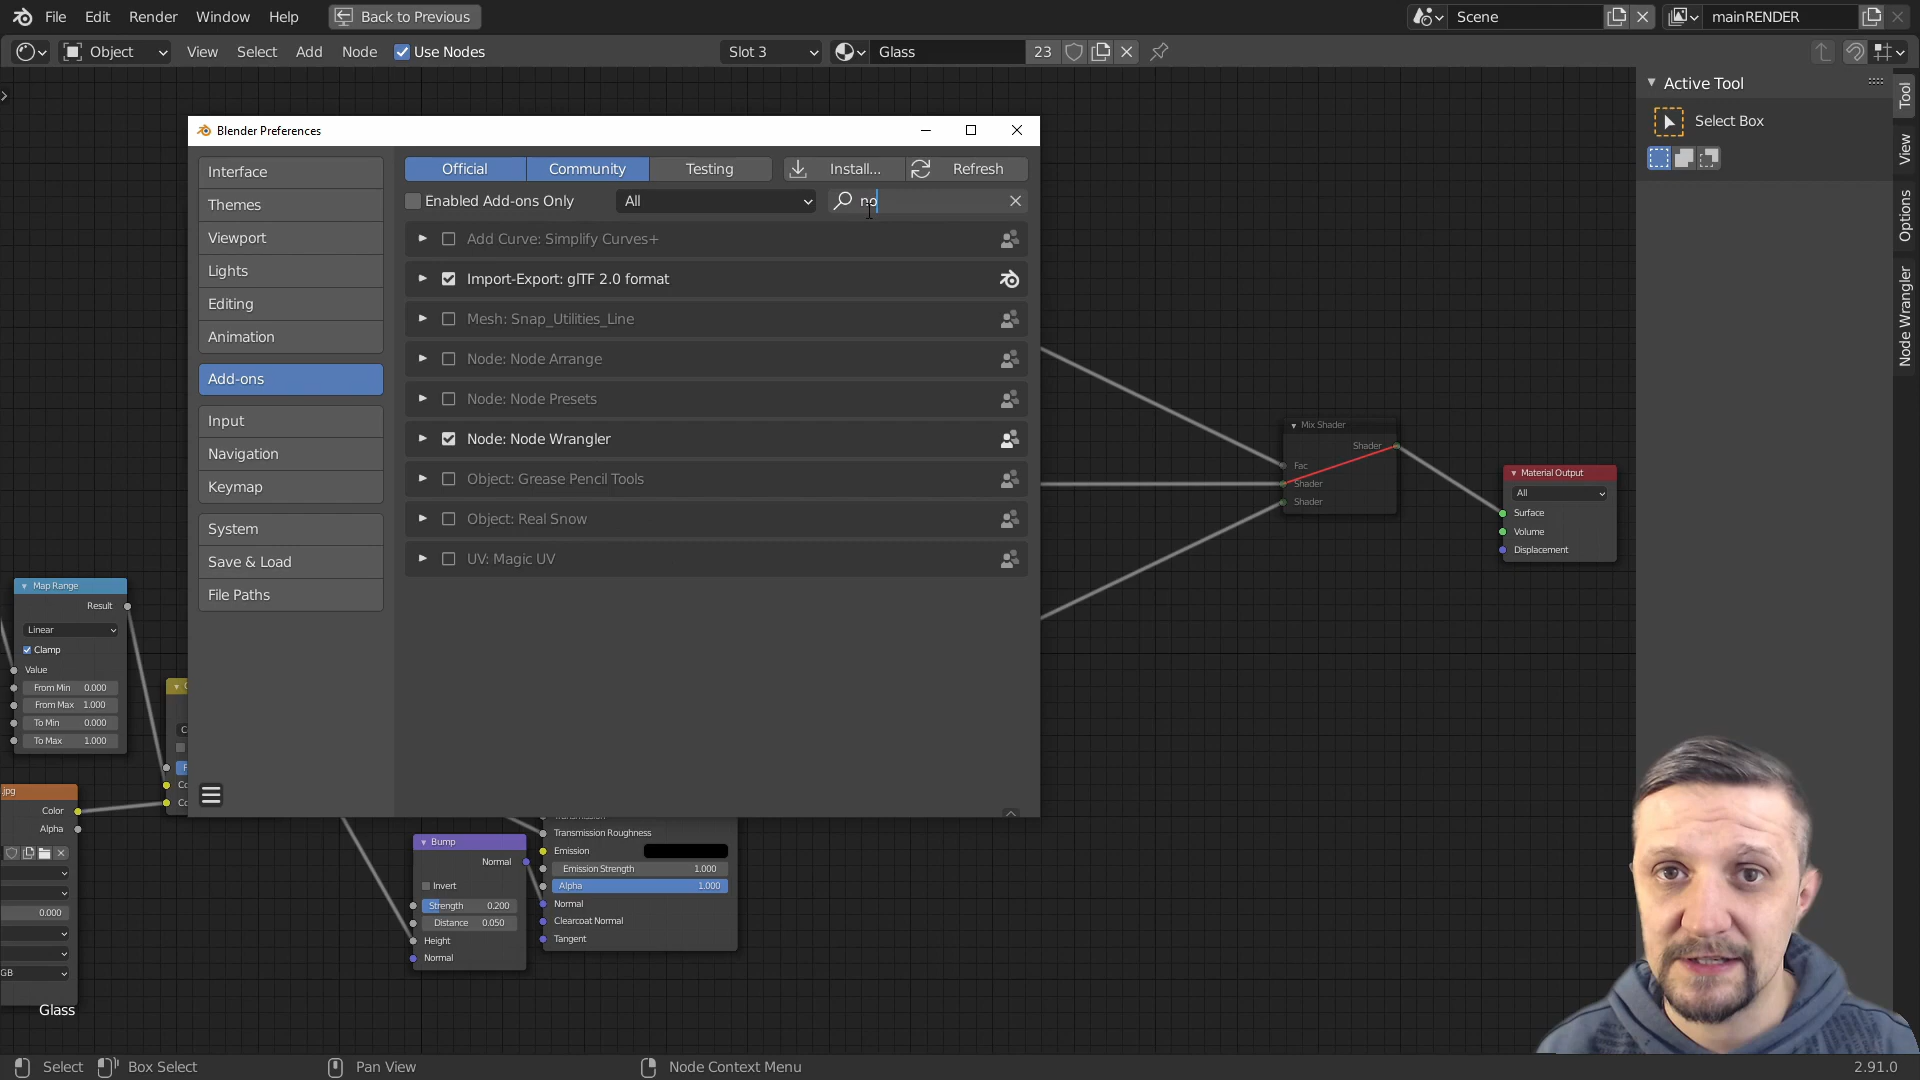 File Edit Render Window Help Back to Previous Scene mainRENDER
Object View Select Add Node Use Nodes Slot 3 Glass 23
Active Tool
Select Box
Tool
View
Options
Node Wrangler
Blender Preferences
Interface
Themes
Viewport
Lights
Editing
Animation
Add-ons
Input
Navigation
Keymap
System
Save & Load
File Paths
Official Community Testing Install... Refresh
Enabled Add-ons Only All no
Add Curve: Simplify Curves+
Import-Export: glTF 2.0 format
Mesh: Snap_Utilities_Line
Node: Node Arrange
Node: Node Presets
Node: Node Wrangler
Object: Grease Pencil Tools
Object: Real Snow
UV: Magic UV
Mix Shader
Shader
Fac
Shader
Shader
Material Output
All
Surface
Volume
Displacement
Map Range
Result
Linear
Clamp
Value
From Min 0.000
From Max 1.000
To Min 0.000
To Max 1.000
.jpg
Color
Alpha
0.000
GB
Bump
Normal
Invert
Strength 0.200
Distance 0.050
Height
Normal
Transmission Roughness
Emission
Emission Strength 1.000
Alpha 1.000
Normal
Clearcoat Normal
Tangent
Glass
Select Box Select Pan View Node Context Menu 2.91.0